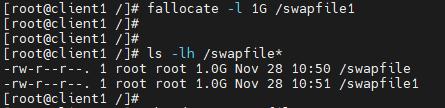 [root@client1 /]# fallocate -l 1G /swapfile1
[root@client1 /]#
[root@client1 /]#
[root@client1 /]# ls -lh /swapfile*
-rw-r--r--. 1 root root 1.0G Nov 28 10:50 /swapfile
-rw-r--r--. 1 root root 1.0G Nov 28 10:51 /swapfile1
[root@client1 /]#